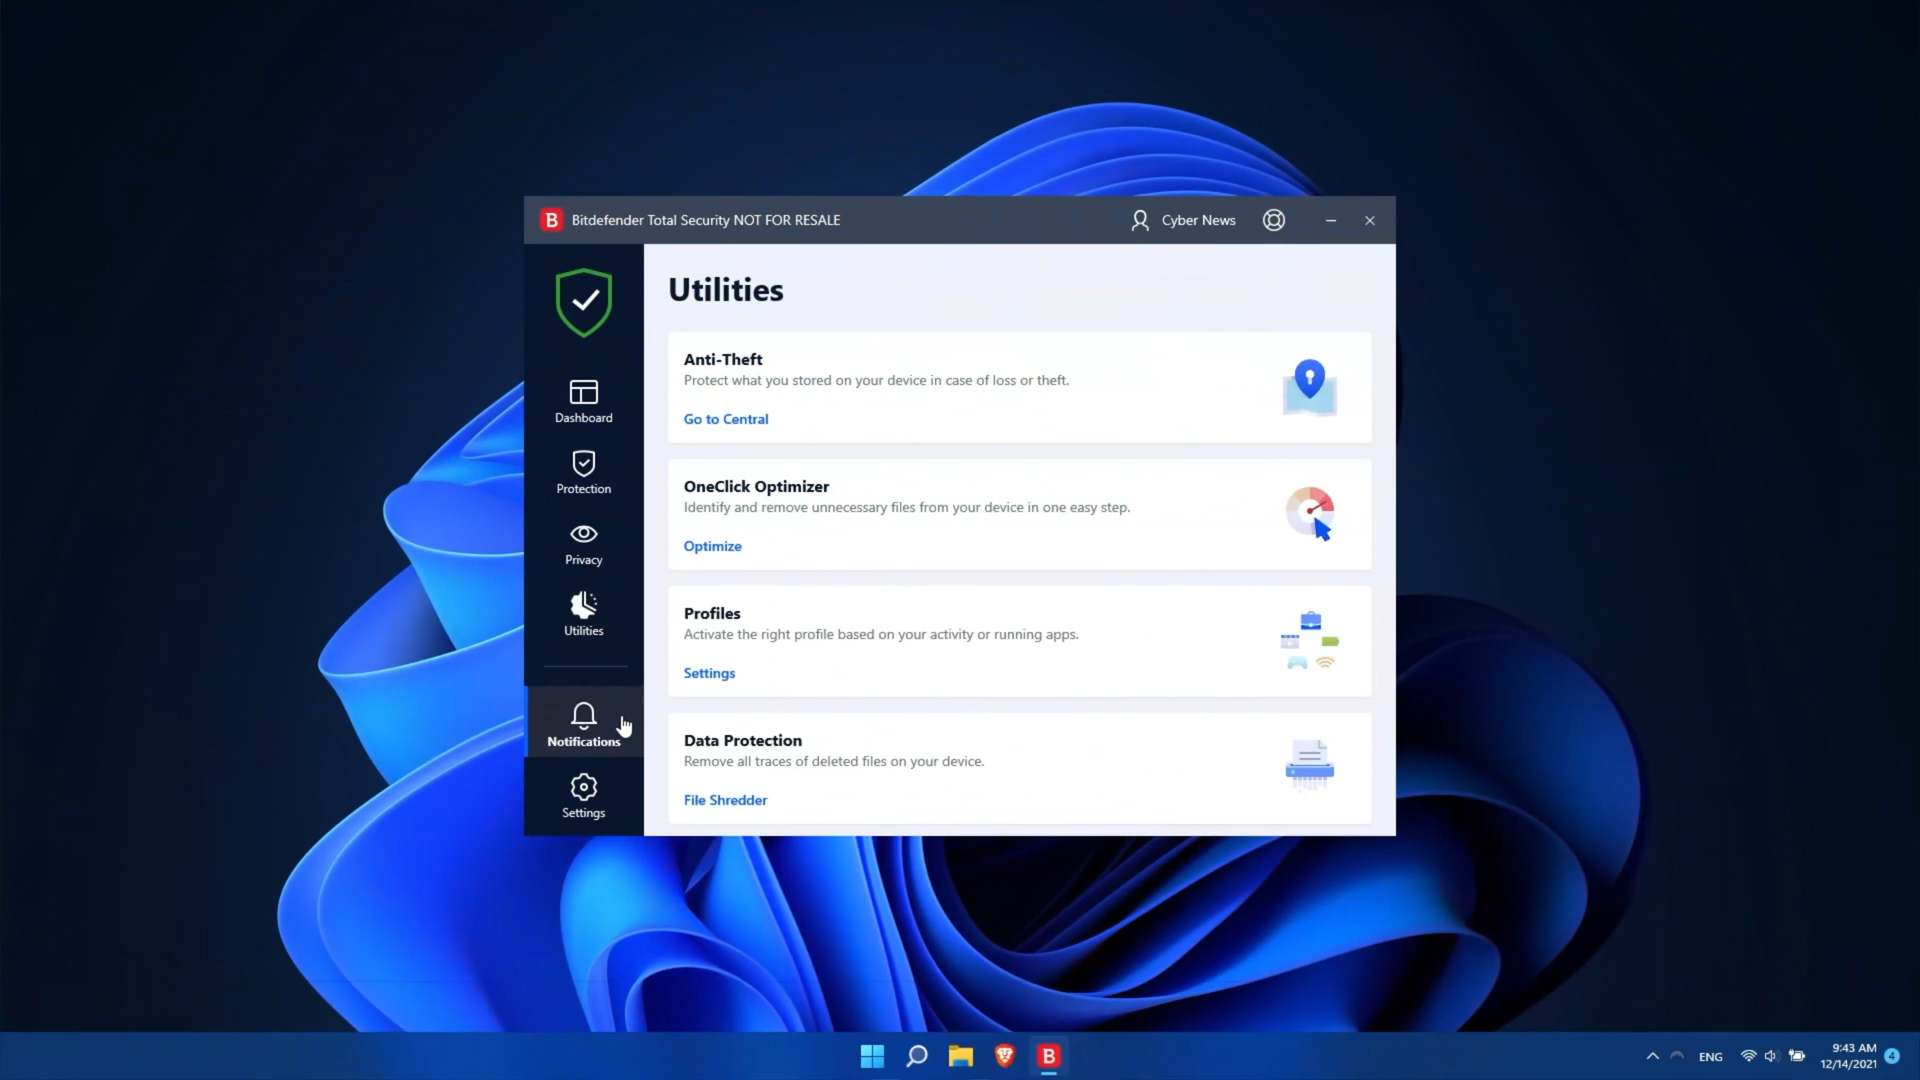 B Bitdefender Total Security NOT FOR RESALE
Cyber News
Dashboard
Protection
Privacy
Utilities
Notifications
Settings
Utilities
Anti-Theft
Protect what you stored on your device in case of loss or theft.
Go to Central
OneClick Optimizer
Identify and remove unnecessary files from your device in one easy step.
Optimize
Profiles
Activate the right profile based on your activity or running apps.
Settings
Data Protection
Remove all traces of deleted files on your device.
File Shredder
B
ENG
9:43 AM
12/14/2021
4